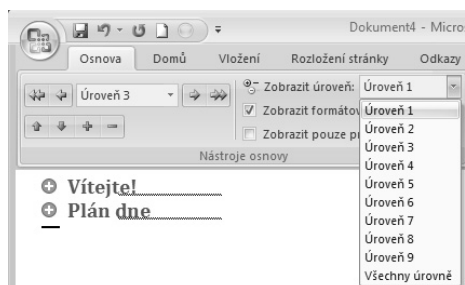 Dokument4 - Micro
Osnova Domů Vložení Rozložení stránky Odkazy
Úroveň 3 Zobrazit úroveň: Úroveň 1
Zobrazit formátov Úroveň 1
Úroveň 2
Zobrazit pouze p Úroveň 3
Nástroje osnovy Úroveň 4
Úroveň 5
Vítejte! Úroveň 6
Plán dne Úroveň 7
Úroveň 8
Úroveň 9
Všechny úrovně